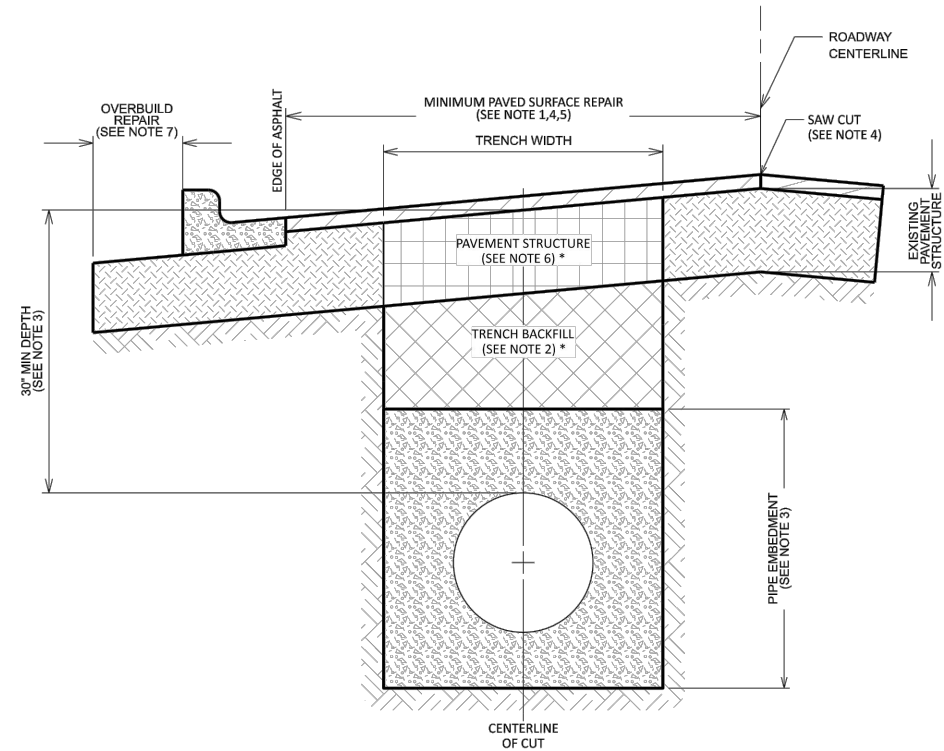 ROADWAY
CENTERLINE
OVERBUILD
REPAIR
(SEE NOTE 7)
EDGE OF ASPHALT
MINIMUM PAVED SURFACE REPAIR
(SEE NOTE 1,4,5)
TRENCH WIDTH
SAW CUT
(SEE NOTE 4)
EXISTING
PAVEMENT
STRUCTURE
PAVEMENT STRUCTURE
(SEE NOTE 6) *
30" MIN DEPTH
(SEE NOTE 3)
TRENCH BACKFILL
(SEE NOTE 2) *
PIPE EMBEDMENT
(SEE NOTE 3)
CENTERLINE
OF CUT